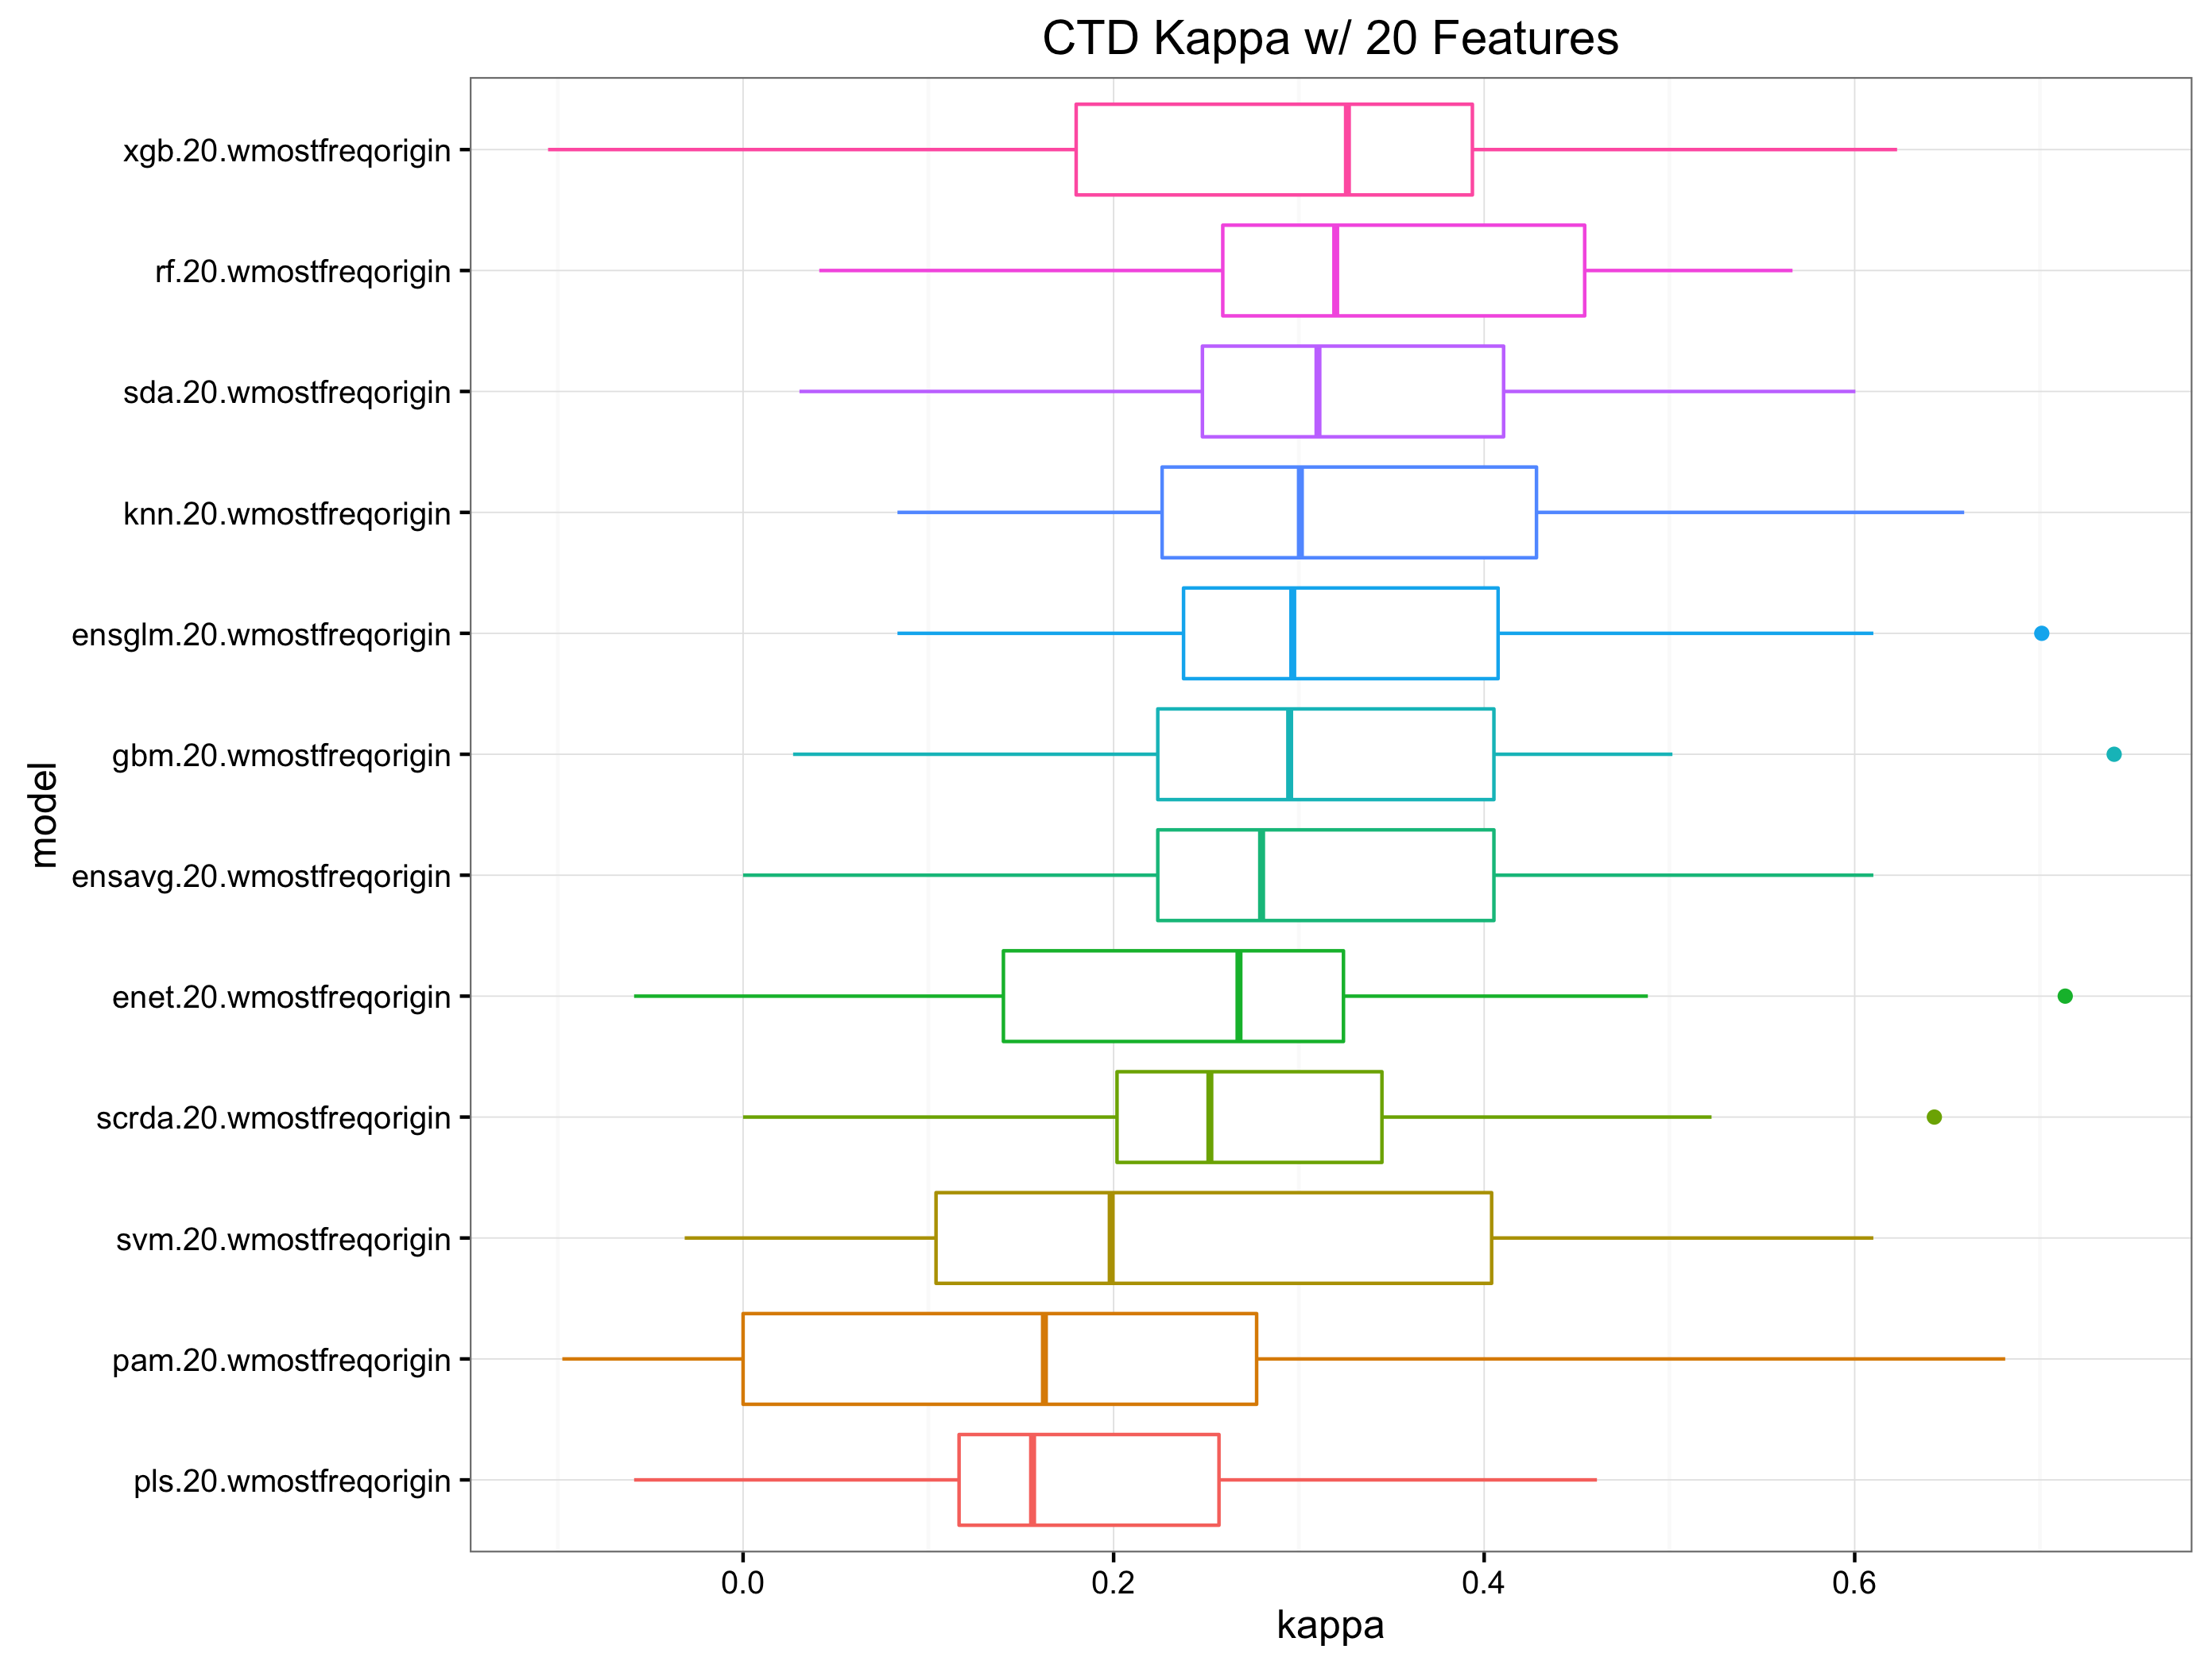 CTD Kappa w/ 20 Features
xgb.20.wmostfreqorigin
rf.20.wmostfreqorigin
sda.20.wmostfreqorigin
knn.20.wmostfreqorigin
ensglm.20.wmostfreqorigin
gbm.20.wmostfreqorigin
ensavg.20.wmostfreqorigin
enet.20.wmostfreqorigin
scrda.20.wmostfreqorigin
svm.20.wmostfreqorigin
pam.20.wmostfreqorigin
pls.20.wmostfreqorigin
model
0.0 0.2 0.4 0.6
kappa